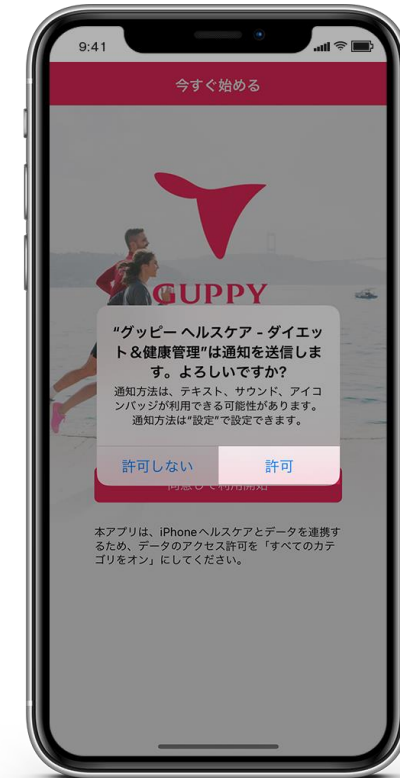 9:41
今すぐ始める
GUPPY
“グッピー ヘルスケア - ダイエッ
ト＆健康管理”は通知を送信しま
す。よろしいですか?
通知方法は、テキスト、サウンド、アイコ
ンバッジが利用できる可能性があります。
通知方法は“設定”で設定できます。
許可しない
許可
同意して利用開始
本アプリは、iPhoneヘルスケアとデータを連携す
るため、データのアクセス許可を「すべてのカテ
ゴリをオン」にしてください。